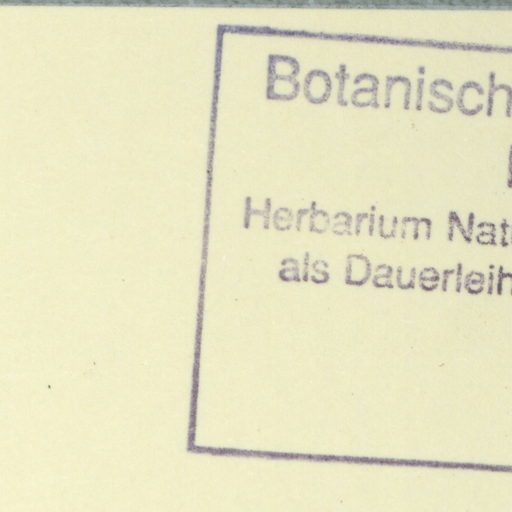 Botanisch
Herbarium Nat
als Dauerleih